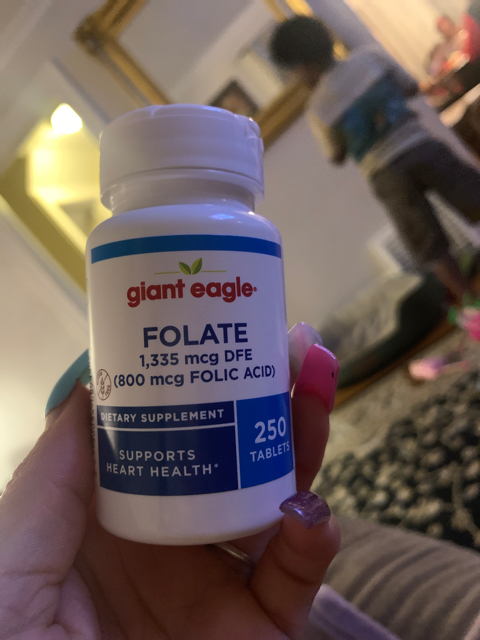 giant eagle
FOLATE
1,335 mcg DFE
(800 mcg FOLIC ACID)
DIETARY SUPPLEMENT
SUPPORTS
HEART HEALTH*
250
TABLETS